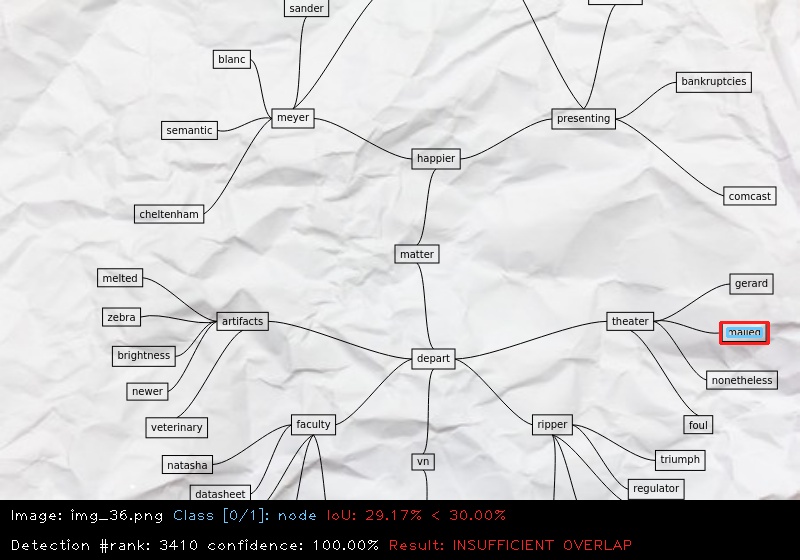 sander
blanc
bankruptcies
meyer
presenting
semantic
happier
comcast
cheltenham
matter
melted
gerard
zebra
artifacts
theater
brightness
depart
nonetheless
newer
veterinary
faculty
ripper
foul
natasha
vn
triumph
datasheet
regulator
Image: img_36.png Class [0/1]: node IoU: 29.17% < 30.00%
Detection #rank: 3410 confidence: 100.00% Result: INSUFFICIENT OVERLAP